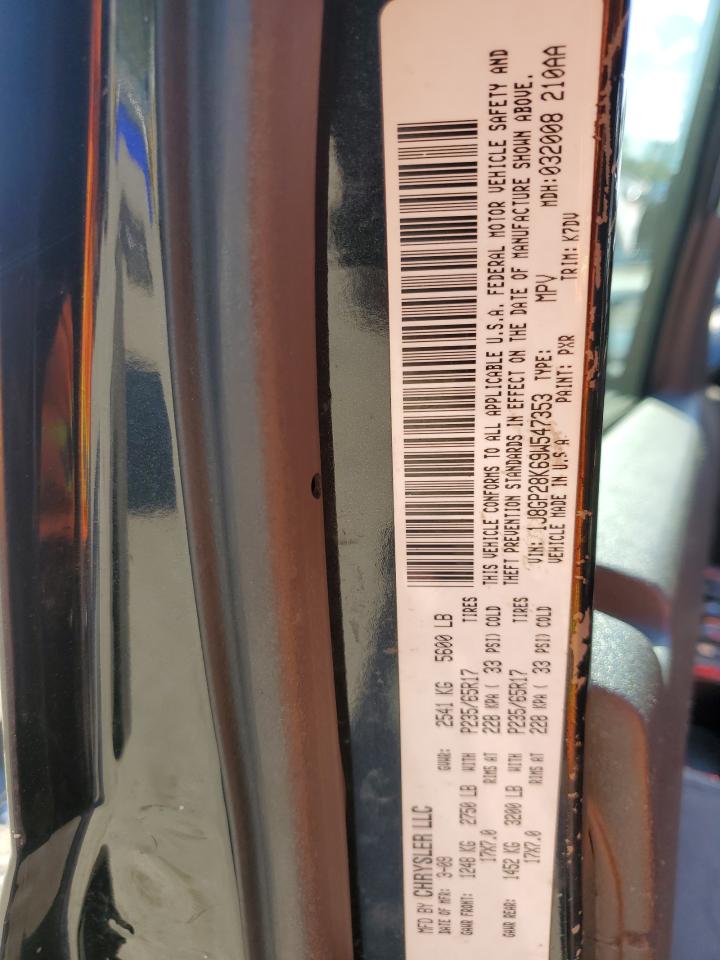 MFD BY CHRYSLER LLC
DATE OF MFR: 3-09 GVWR: 2541 KG 5600 LB
GAWR FRONT: 1248 KG 2750 LB WITH P235/65R17 TIRES
17X7.0 RIMS AT 228 KPA ( 33 PSI) COLD
GAWR REAR: 1452 KG 3200 LB WITH P235/65R17 TIRES
17X7.0 RIMS AT 228 KPA ( 33 PSI) COLD
THIS VEHICLE CONFORMS TO ALL APPLICABLE U.S.A. FEDERAL MOTOR VEHICLE SAFETY AND
THEFT PREVENTION STANDARDS IN EFFECT ON THE DATE OF MANUFACTURE SHOWN ABOVE.
VIN: 1J8GP28K69W547353 TYPE: MPV MDH:032008 210AA
VEHICLE MADE IN U.S.A. PAINT: PXR TRIM: K7DV